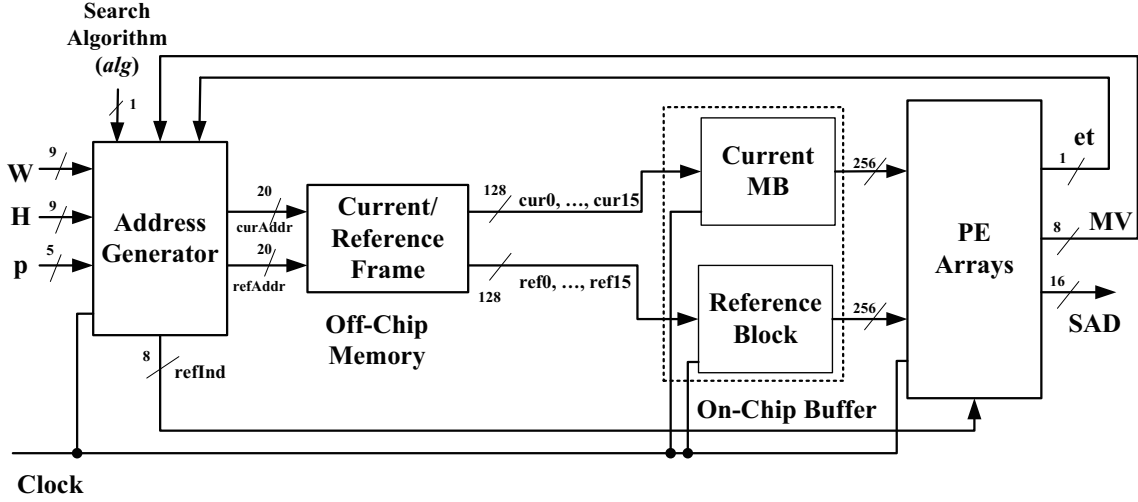 Search
Algorithm
(alg)
1
W
9
H
9
p
5
Address
Generator
20
curAddr
20
refAddr
8
refInd
Current/
Reference
Frame
Off-Chip
Memory
128
cur0, ..., cur15
128
ref0, ..., ref15
Current
MB
Reference
Block
On-Chip Buffer
256
256
PE
Arrays
1
et
8
MV
16
SAD
Clock